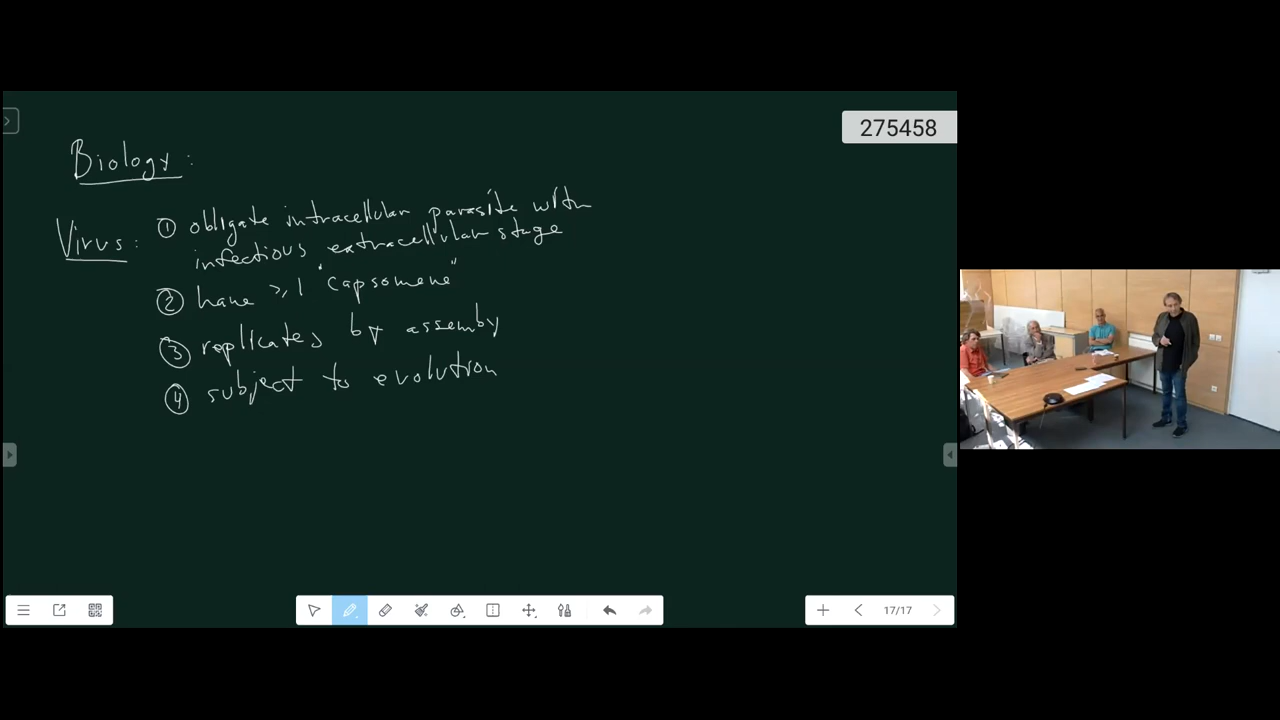 275458
Biology:
Virus: ① obligate intracellular parasite with
infectious extracellular stage
② have ≥ 1 "capsomere"
③ replicates by assemby
④ subject to evolution
17/17